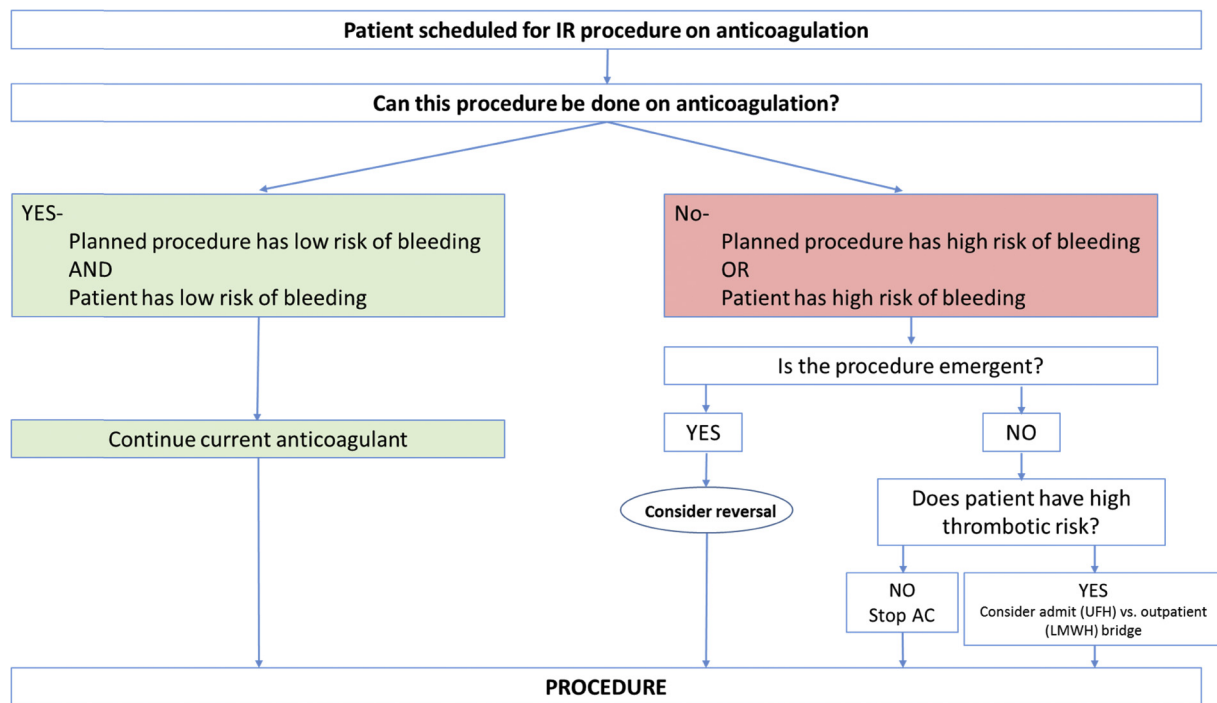 Patient scheduled for IR procedure on anticoagulation
Can this procedure be done on anticoagulation?
YES-
Planned procedure has low risk of bleeding
AND
Patient has low risk of bleeding
No-
Planned procedure has high risk of bleeding
OR
Patient has high risk of bleeding
Is the procedure emergent?
Continue current anticoagulant
YES
NO
Consider reversal
Does patient have high
thrombotic risk?
NO
Stop AC
YES
Consider admit (UFH) vs. outpatient
(LMWH) bridge
PROCEDURE